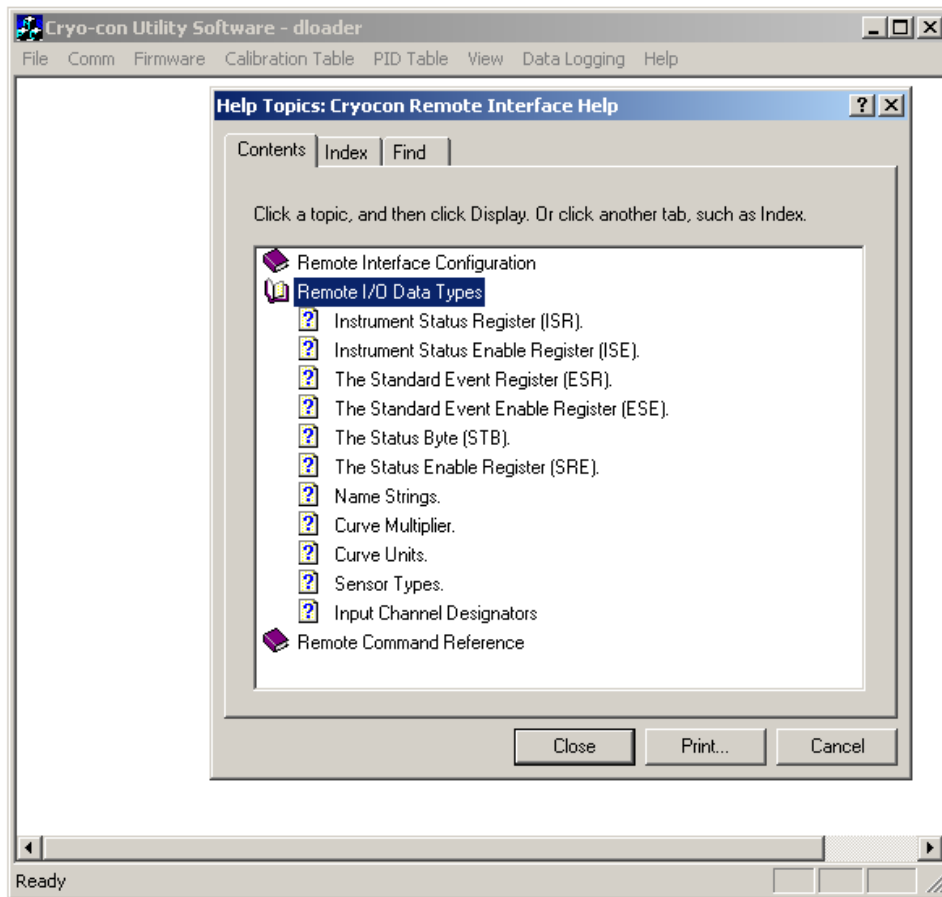 Cryo-con Utility Software - dloader
File Comm Firmware Calibration Table PID Table View Data Logging Help
Help Topics: Cryocon Remote Interface Help
Contents Index Find
Click a topic, and then click Display. Or click another tab, such as Index.
Remote Interface Configuration
Remote I/O Data Types
Instrument Status Register (ISR).
Instrument Status Enable Register (ISE).
The Standard Event Register (ESR).
The Standard Event Enable Register (ESE).
The Status Byte (STB).
The Status Enable Register (SRE).
Name Strings.
Curve Multiplier.
Curve Units.
Sensor Types.
Input Channel Designators
Remote Command Reference
Close Print... Cancel
Ready